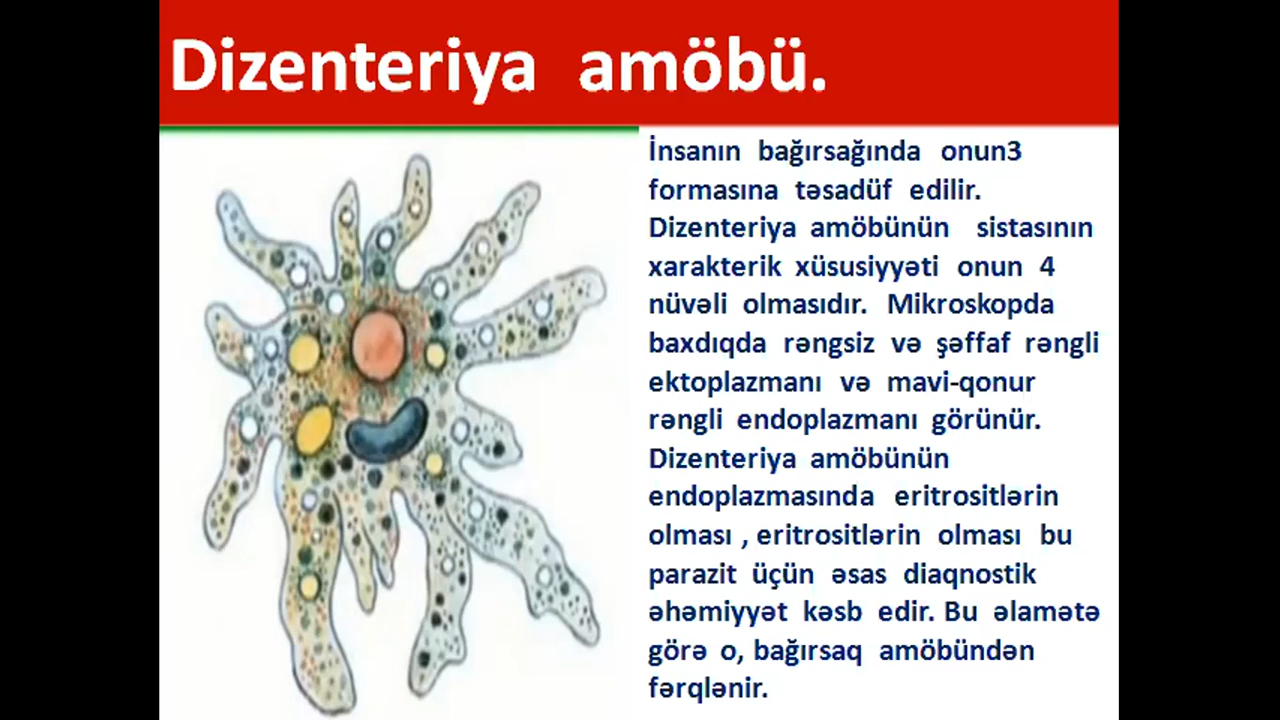 Dizenteriya amöbü.
İnsanın bağırsağında onun3
formasına təsadüf edilir.
Dizenteriya amöbünün sistasının
xarakterik xüsusiyyəti onun 4
nüvəli olmasıdır. Mikroskopda
baxdıqda rəngsiz və şəffaf rəngli
ektoplazmanı və mavi-qonur
rəngli endoplazmanı görünür.
Dizenteriya amöbünün
endoplazmasında eritrositlərin
olması , eritrositlərin olması bu
parazit üçün əsas diaqnostik
əhəmiyyət kəsb edir. Bu əlamətə
görə o, bağırsaq amöbündən
fərqlənir.